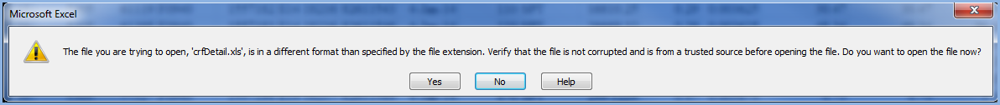 Microsoft Excel
The file you are trying to open, 'crfDetail.xls', is in a different format than specified by the file extension. Verify that the file is not corrupted and is from a trusted source before opening the file. Do you want to open the file now?
Yes
No
Help